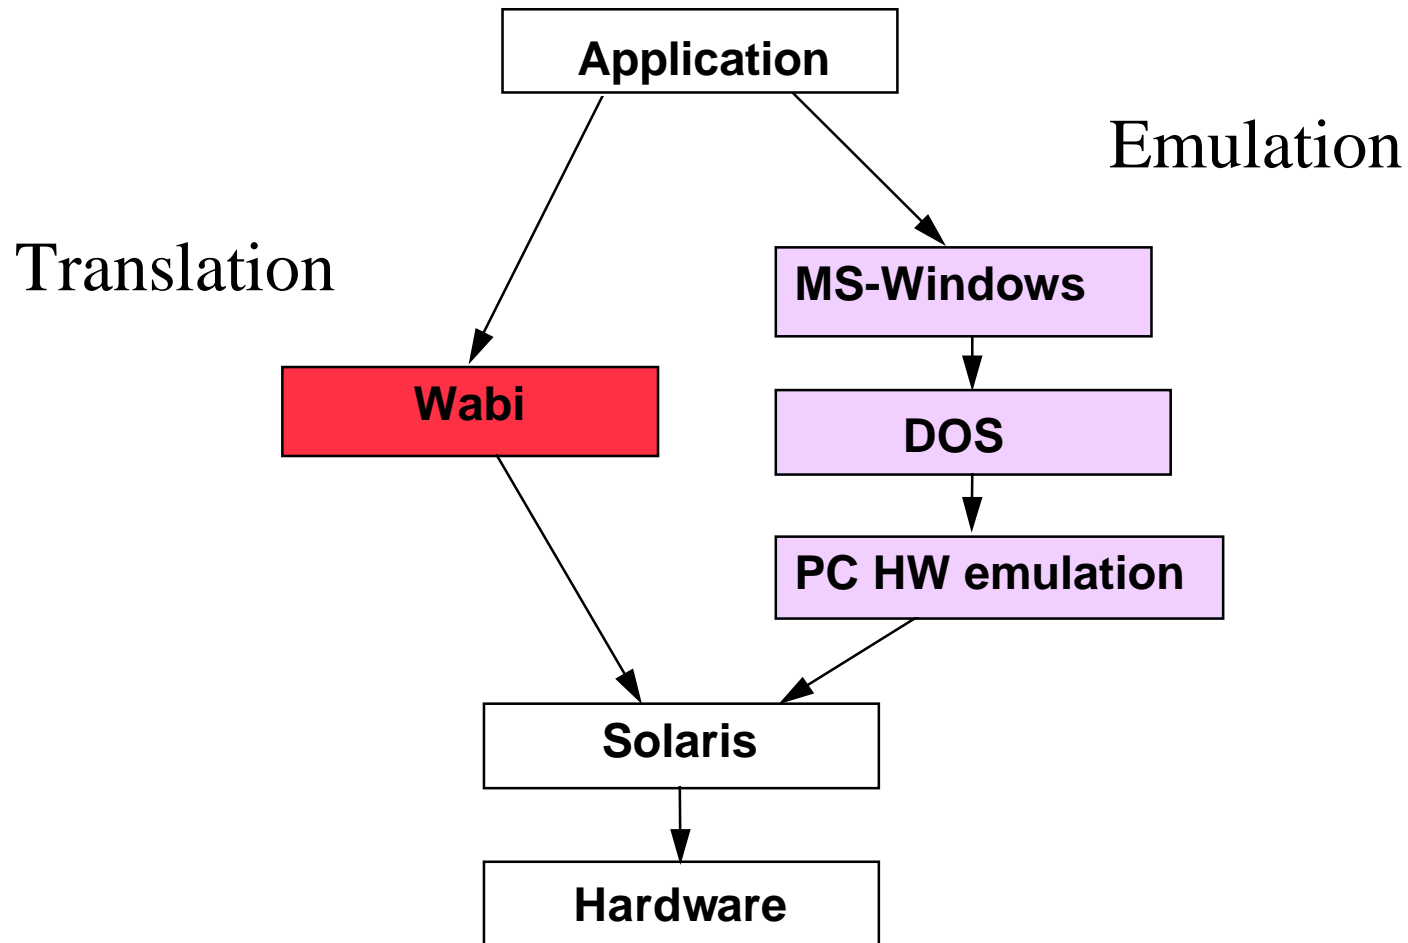 Application
Emulation
Translation
MS-Windows
Wabi
DOS
PC HW emulation
Solaris
Hardware